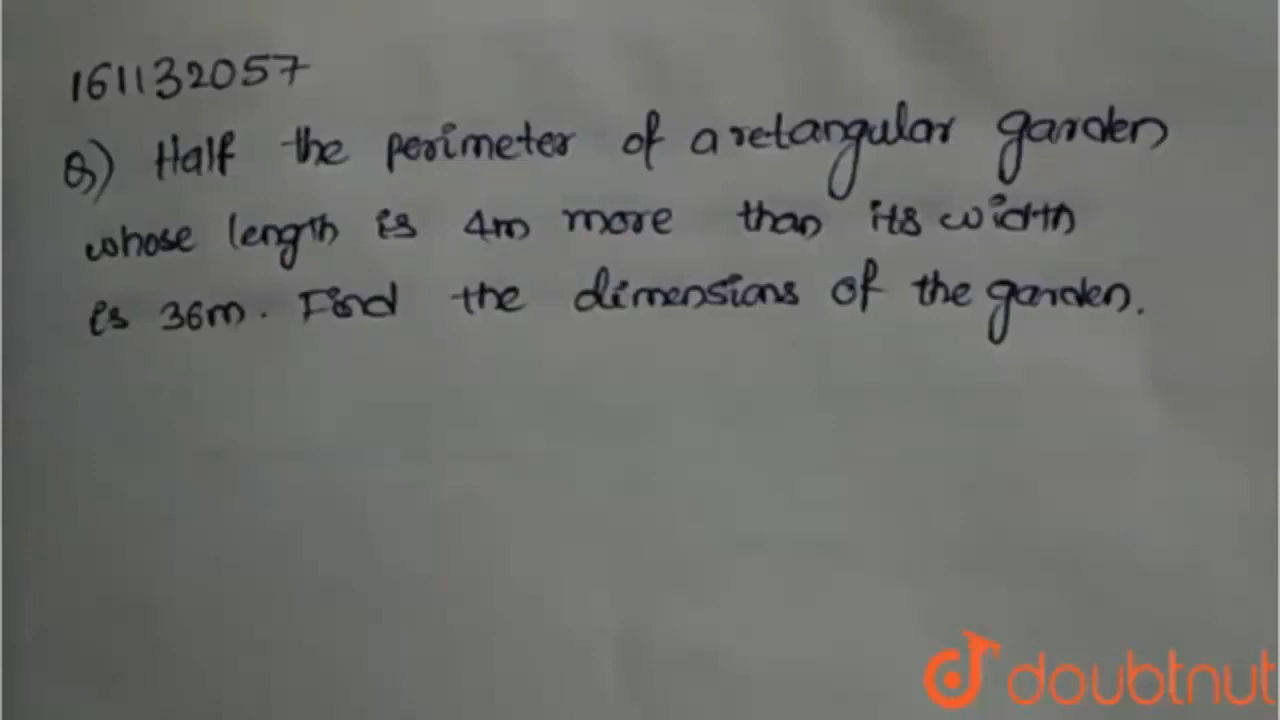 161132057
Q) Half the perimeter of a retangular garden
whose length is 4m more than its width
is 36m. Find the dimensions of the garden.
doubtnut